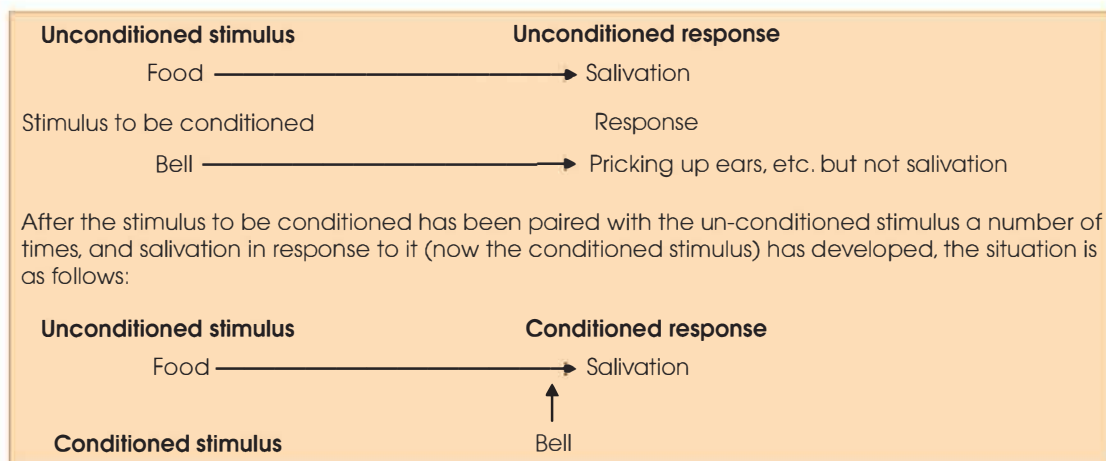 Unconditioned stimulus Unconditioned response
Food Salivation
Stimulus to be conditioned Response
Bell Pricking up ears, etc. but not salivation
After the stimulus to be conditioned has been paired with the un-conditioned stimulus a number of
times, and salivation in response to it (now the conditioned stimulus) has developed, the situation is
as follows:
Unconditioned stimulus Conditioned response
Food Salivation
Conditioned stimulus Bell